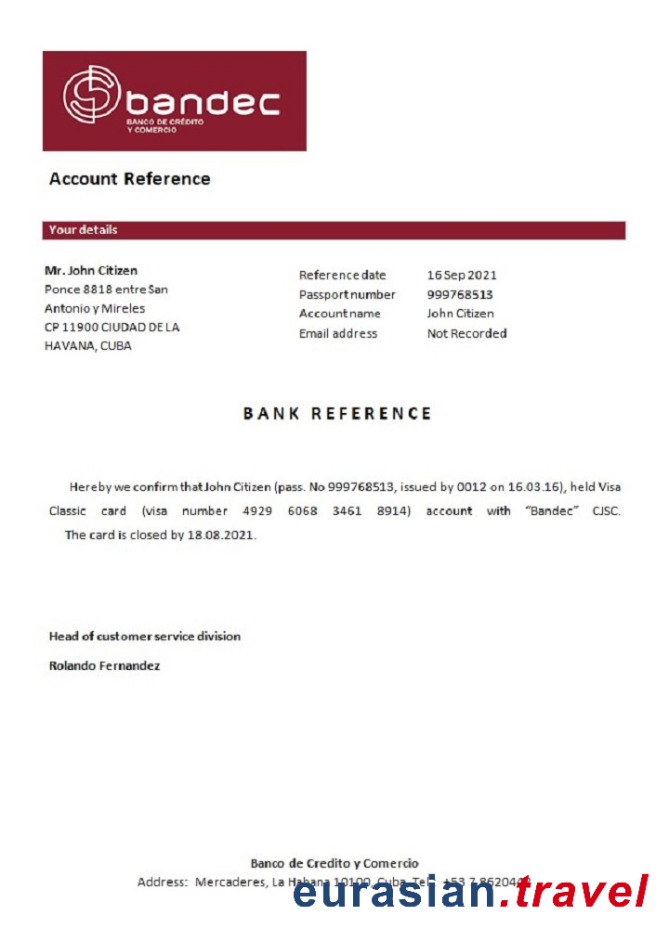 bandec
BANCO DE CRÉDITO
Y COMERCIO
Account Reference
Your details
Mr. John Citizen
Ponce 8818 entre San
Antonio y Mireles
CP 11900 CIUDAD DE LA
HAVANA, CUBA
Reference date 16 Sep 2021
Passport number 999768513
Account name John Citizen
Email address Not Recorded
BANK REFERENCE
Hereby we confirm that John Citizen (pass. No 999768513, issued by 0012 on 16.03.16), held Visa
Classic card (visa number 4929 6068 3461 8914) account with “Bandec” CJSC.
The card is closed by 18.08.2021.
Head of customer service division
Rolando Fernandez
Banco de Credito y Comercio
Address: Mercaderes, La Habana 10100, Cuba, Tel.: +53 7
eurasian.travel